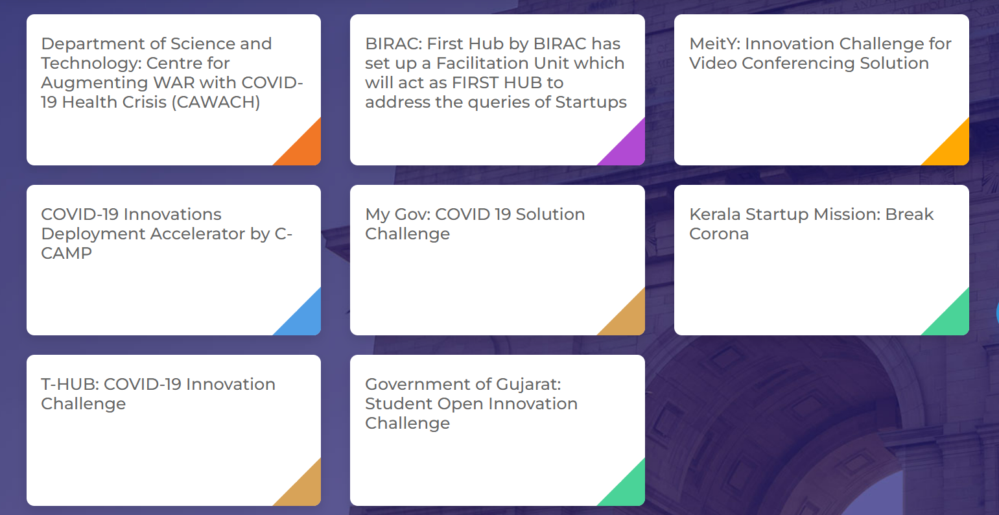 Department of Science and
Technology: Centre for
Augmenting WAR with COVID-
19 Health Crisis (CAWACH)
BIRAC: First Hub by BIRAC has
set up a Facilitation Unit which
will act as FIRST HUB to
address the queries of Startups
MeitY: Innovation Challenge for
Video Conferencing Solution
COVID-19 Innovations
Deployment Accelerator by C-
CAMP
My Gov: COVID 19 Solution
Challenge
Kerala Startup Mission: Break
Corona
T-HUB: COVID-19 Innovation
Challenge
Government of Gujarat:
Student Open Innovation
Challenge